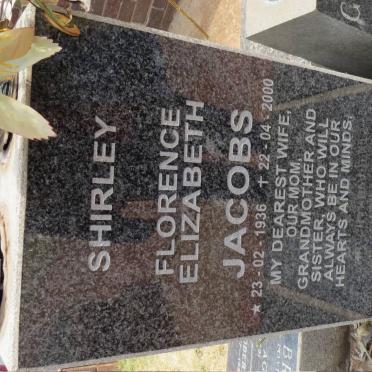 SHIRLEY
FLORENCE
ELIZABETH
JACOBS
★ 23 - 02 - 1936 ✝ 22 - 04 - 2000
MY DEAREST WIFE,
OUR MUM,
GRANDMOTHER AND
SISTER, WHO WILL
ALWAYS BE IN OUR
HEARTS AND MINDS.